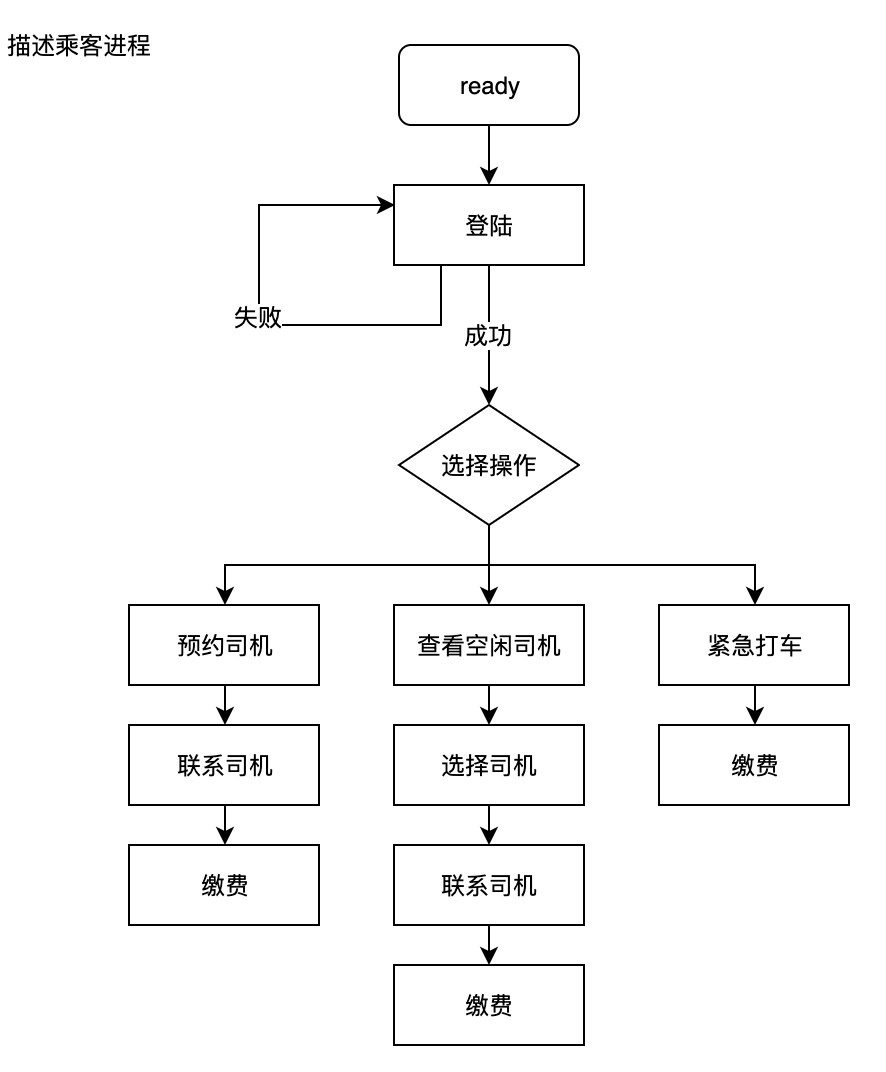 描述乘客进程
ready
登陆
失败
成功
选择操作
预约司机
查看空闲司机
紧急打车
联系司机
选择司机
缴费
缴费
联系司机
缴费